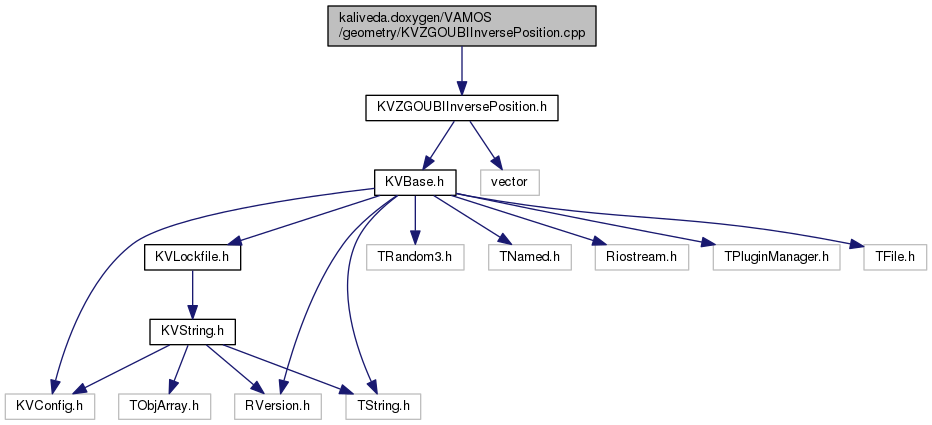 kaliveda.doxygen/VAMOS
/geometry/KVZGOUBIInversePosition.cpp
KVZGOUBIInversePosition.h
KVBase.h
vector
KVLockfile.h
TRandom3.h
TNamed.h
Riostream.h
TPluginManager.h
TFile.h
KVString.h
KVConfig.h
TObjArray.h
RVersion.h
TString.h